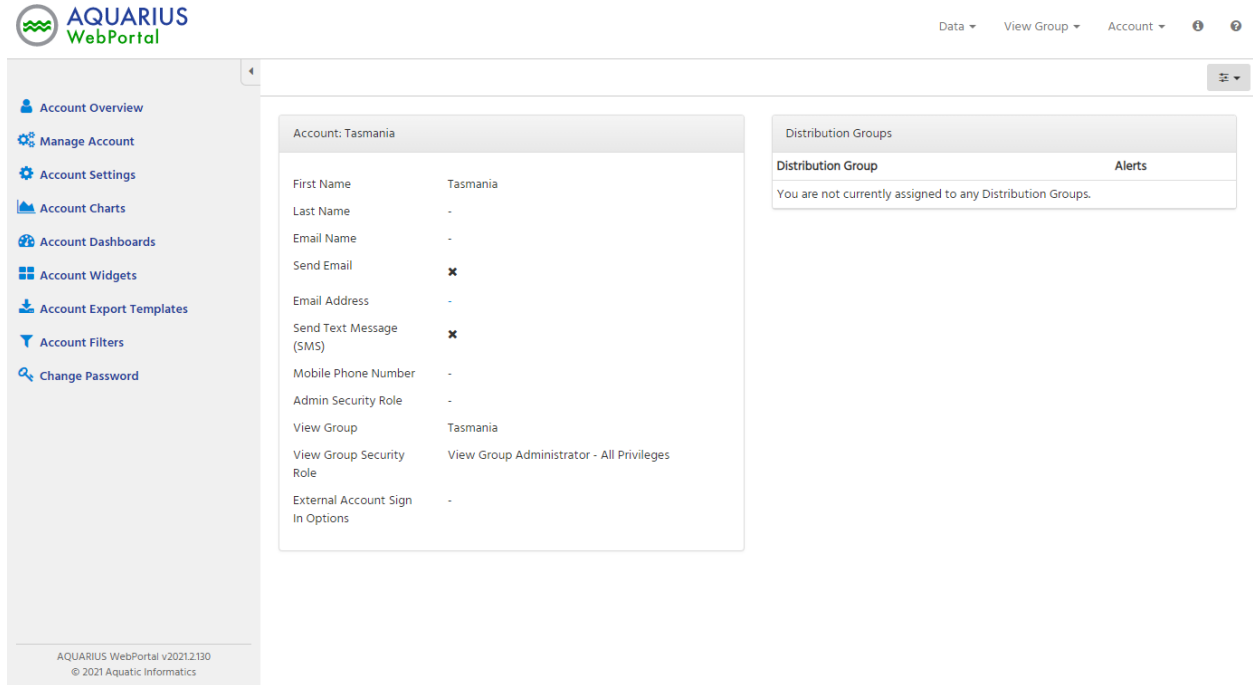 AQUARIUS
WebPortal
Data
View Group
Account
Account Overview
Manage Account
Account Settings
Account Charts
Account Dashboards
Account Widgets
Account Export Templates
Account Filters
Change Password
AQUARIUS WebPortal v2021.2.130
© 2021 Aquatic Informatics
Account: Tasmania
First Name Tasmania
Last Name -
Email Name -
Send Email
Email Address -
Send Text Message
(SMS)
Mobile Phone Number -
Admin Security Role -
View Group Tasmania
View Group Security View Group Administrator - All Privileges
Role
External Account Sign -
In Options
Distribution Groups
Distribution Group Alerts
You are not currently assigned to any Distribution Groups.